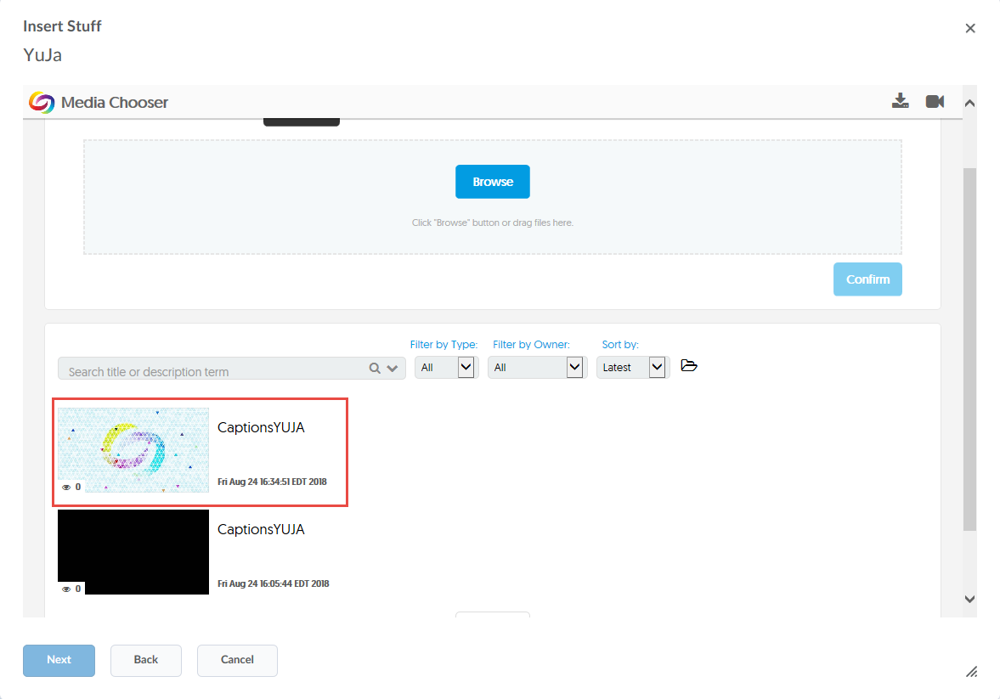 Insert Stuff
YuJa
Media Chooser
Browse
Click "Browse" button or drag files here.
Confirm
Filter by Type: Filter by Owner: Sort by:
Search title or description term All All Latest
CaptionsYUJA
Fri Aug 24 16:34:51 EDT 2018
0
CaptionsYUJA
Fri Aug 24 16:05:44 EDT 2018
0
Next Back Cancel